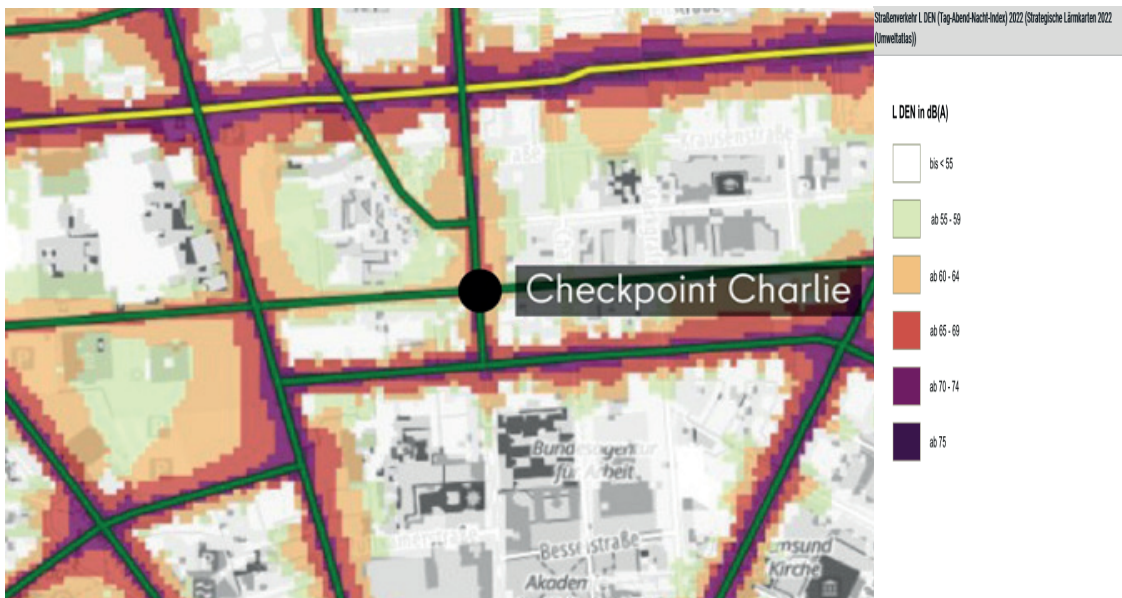 Straßenverkehr L DEN (Tag-Abend-Nacht-Index) 2022 (Strategische Lärmkarten 2022
(Umweltatlas))
L DEN in dB(A)
bis < 55
ab 55 - 59
ab 60 - 64
ab 65 - 69
ab 70 - 74
ab 75
Krausenstraße
Checkpoint Charlie
Bundesagentur
für Arbeit
Besselstraße
Akadem
Kirche